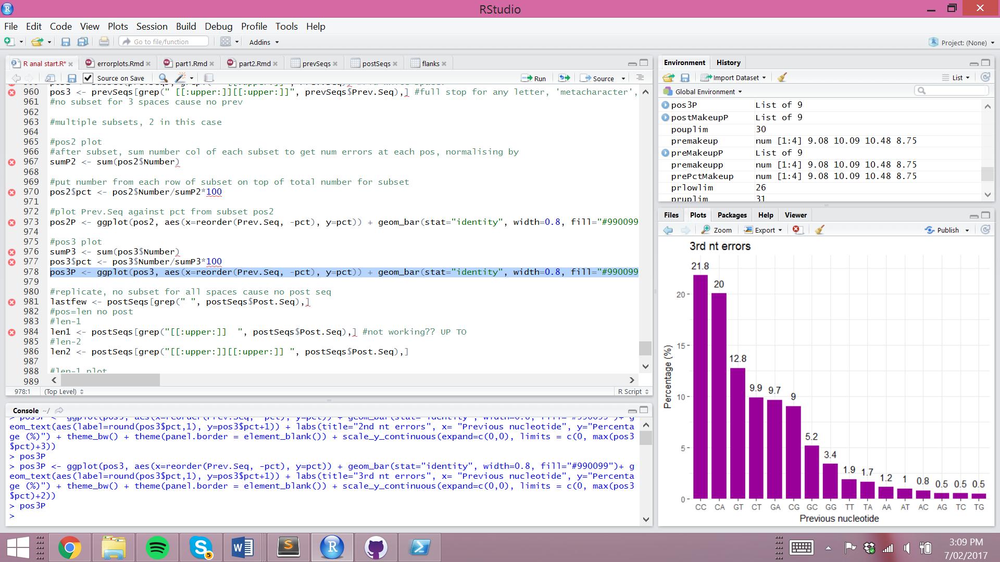 RStudio
File Edit Code View Plots Session Build Debug Profile Tools Help
Go to file/function Addins Project: (None)
R anal start.R* errorplots.Rmd part1.Rmd part2.Rmd prevSeqs postSeqs flanks
Source on Save Run Source
960 pos3 <- prevSeqs[grep(" [[:upper:]][[:upper:]]", prevSeqs$Prev.Seq),] #full stop for any letter, 'metacharacter',
961 #no subset for 3 spaces cause no prev
962
963 #multiple subsets, 2 in this case
964
965 #pos2 plot
966 #after subset, sum number col of each subset to get num errors at each pos, normalising by
967 sumP2 <- sum(pos2$Number)
968
969 #put number from each row of subset on top of total number for subset
970 pos2$pct <- pos2$Number/sumP2*100
971
972 #plot Prev.Seq against pct from subset pos2
973 pos2P <- ggplot(pos2, aes(x=reorder(Prev.Seq, -pct), y=pct)) + geom_bar(stat="identity", width=0.8, fill="#990099
974
975 #pos3 plot
976 sumP3 <- sum(pos3$Number)
977 pos3$pct <- pos3$Number/sumP3*100
978 pos3P <- ggplot(pos3, aes(x=reorder(Prev.Seq, -pct), y=pct)) + geom_bar(stat="identity", width=0.8, fill="#990099
979
980 #replicate, no subset for all spaces cause no post seq
981 lastfew <- postSeqs[grep(" ", postSeqs$Post.Seq),]
982 #pos=len no post
983 #len-1
984 len1 <- postSeqs[grep("[[:upper:]]  ", postSeqs$Post.Seq),] #not working?? UP TO
985 #len-2
986 len2 <- postSeqs[grep("[[:upper:]][[:upper:]] ", postSeqs$Post.Seq),]
987
988 #len-1 plot
989
978:1 (Top Level) R Script
Console ~/
> pos3P <- ggplot(pos3, aes(x=reorder(Prev.Seq, -pct), y=pct)) + geom_bar(stat="identity", width=0.8, fill="#990099")+ g
eom_text(aes(label=round(pos3$pct,1), y=pos3$pct+1)) + labs(title="2nd nt errors", x= "Previous nucleotide", y="Percenta
ge (%)") + theme_bw() + theme(panel.border = element_blank()) + scale_y_continuous(expand=c(0,0), limits = c(0, max(pos3
$pct)+3))
> pos3P
> pos3P <- ggplot(pos3, aes(x=reorder(Prev.Seq, -pct), y=pct)) + geom_bar(stat="identity", width=0.8, fill="#990099")+ g
eom_text(aes(label=round(pos3$pct,1), y=pos3$pct+1)) + labs(title="3rd nt errors", x= "Previous nucleotide", y="Percenta
ge (%)") + theme_bw() + theme(panel.border = element_blank()) + scale_y_continuous(expand=c(0,0), limits = c(0, max(pos3
$pct)+2))
> pos3P
>
Environment History
Import Dataset List
Global Environment
pos3P List of 9
postMakeupP List of 9
pouplim 30
premakeup num [1:4] 9.08 10.09 10.48 8.75
preMakeupP List of 9
premakeupp num [1:4] 9.08 10.09 10.48 8.75
prePctMakeup num [1:4] 9.08 10.09 10.48 8.75
prlowlim 26
pruplim 31
Files Plots Packages Help Viewer
Zoom Export Publish
3rd nt errors
21.8 20 12.8 9.9 9.7 9 5.2 3.4 1.9 1.7 1.2 1 0.8 0.5 0.5 0.5
20
15
10
5
0
Percentage (%)
CC CA GT CT GA CG GC GG TT TA AA AT AC AG TC TG
Previous nucleotide
5
3:09 PM
7/02/2017